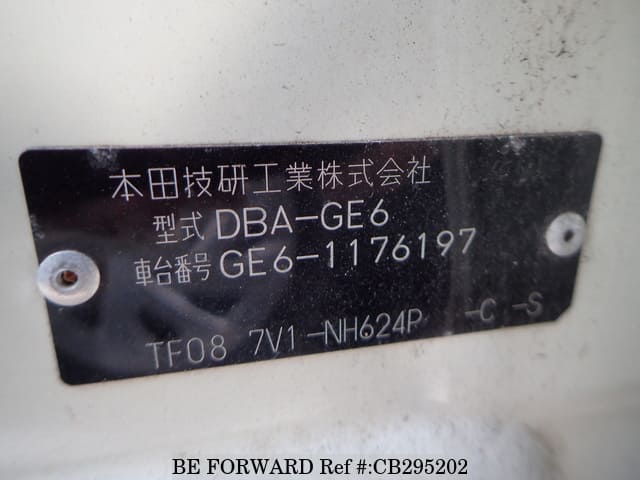 本田技研工業株式会社
型式 DBA-GE6
車台番号 GE6-1176197
TF08 7V1-NH624P -C -S
BE FORWARD Ref #:CB295202